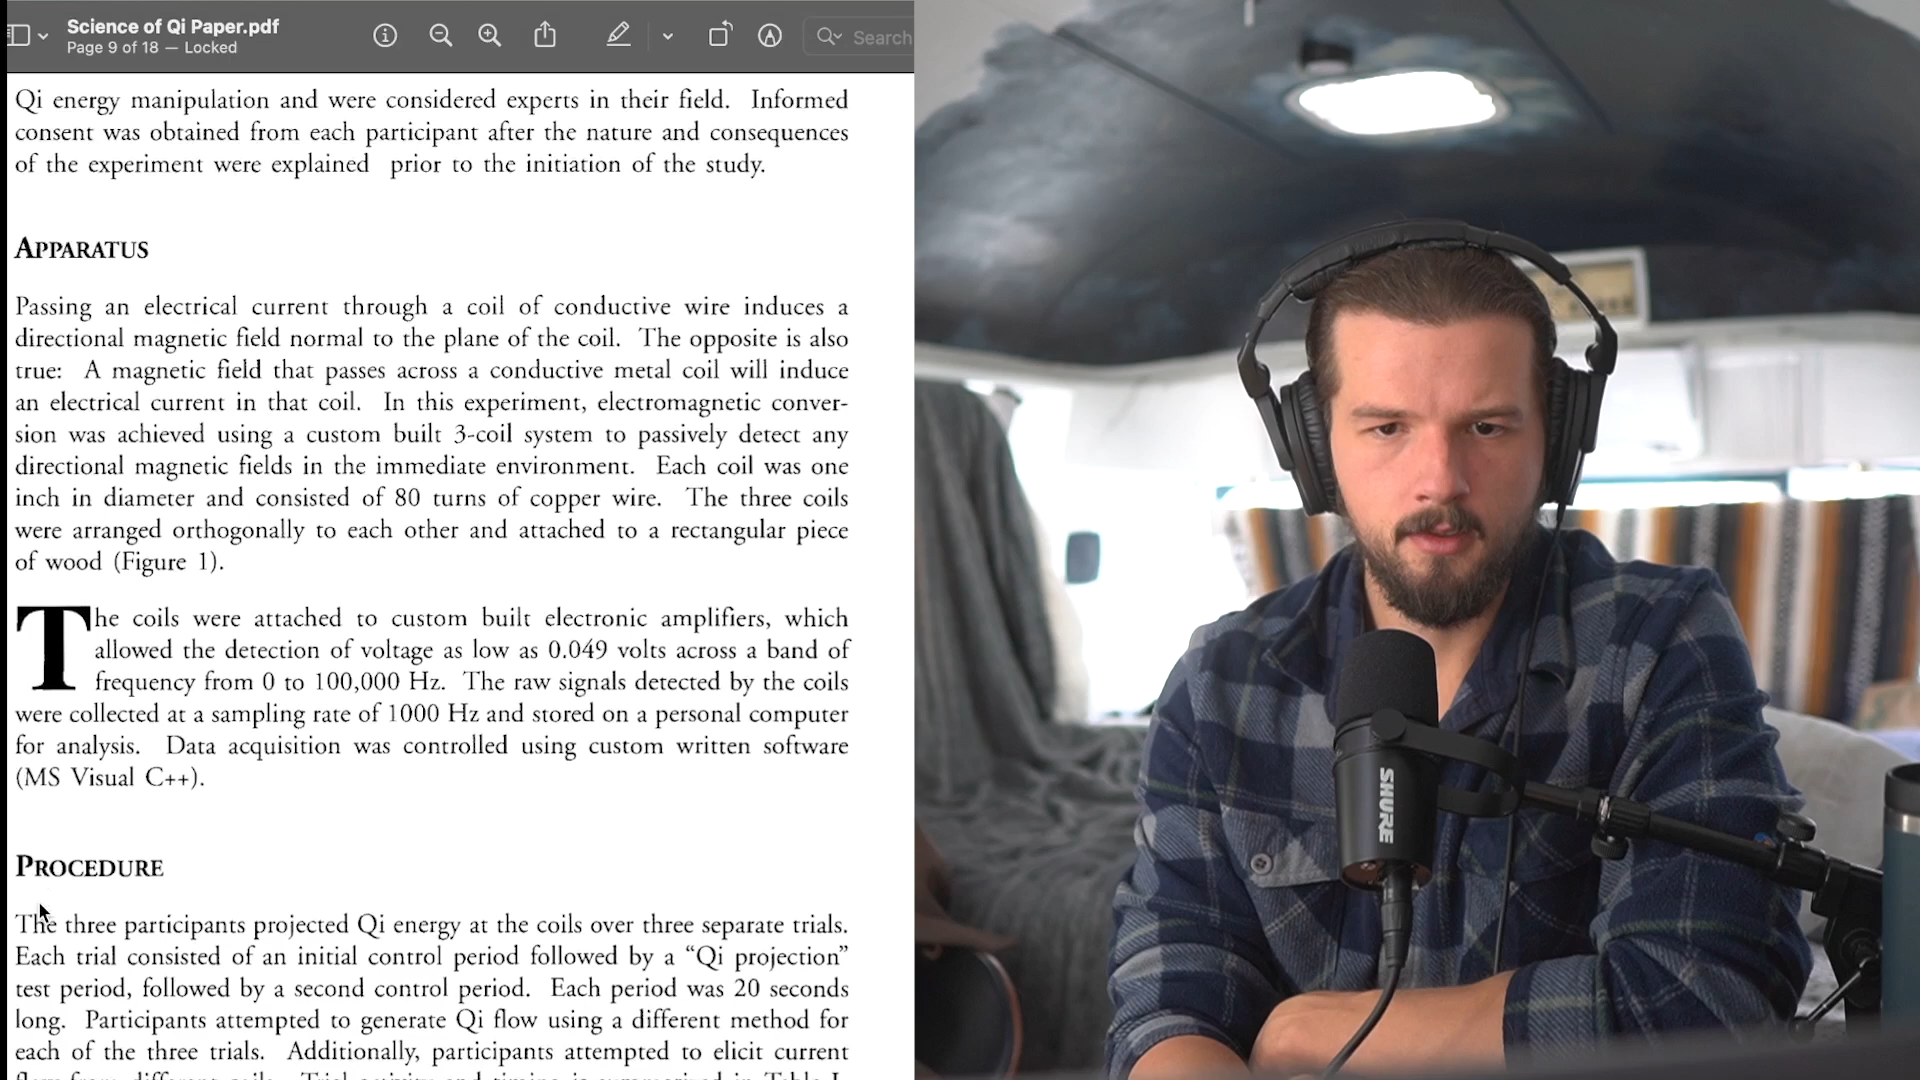 Science of Qi Paper.pdf
Page 9 of 18 — Locked
Search
Qi energy manipulation and were considered experts in their field. Informed
consent was obtained from each participant after the nature and consequences
of the experiment were explained prior to the initiation of the study.
APPARATUS
Passing an electrical current through a coil of conductive wire induces a
directional magnetic field normal to the plane of the coil. The opposite is also
true: A magnetic field that passes across a conductive metal coil will induce
an electrical current in that coil. In this experiment, electromagnetic conver-
sion was achieved using a custom built 3-coil system to passively detect any
directional magnetic fields in the immediate environment. Each coil was one
inch in diameter and consisted of 80 turns of copper wire. The three coils
were arranged orthogonally to each other and attached to a rectangular piece
of wood (Figure 1).
The coils were attached to custom built electronic amplifiers, which
allowed the detection of voltage as low as 0.049 volts across a band of
frequency from 0 to 100,000 Hz. The raw signals detected by the coils
were collected at a sampling rate of 1000 Hz and stored on a personal computer
for analysis. Data acquisition was controlled using custom written software
(MS Visual C++).
PROCEDURE
The three participants projected Qi energy at the coils over three separate trials.
Each trial consisted of an initial control period followed by a “Qi projection”
test period, followed by a second control period. Each period was 20 seconds
long. Participants attempted to generate Qi flow using a different method for
each of the three trials. Additionally, participants attempted to elicit current
SHURE